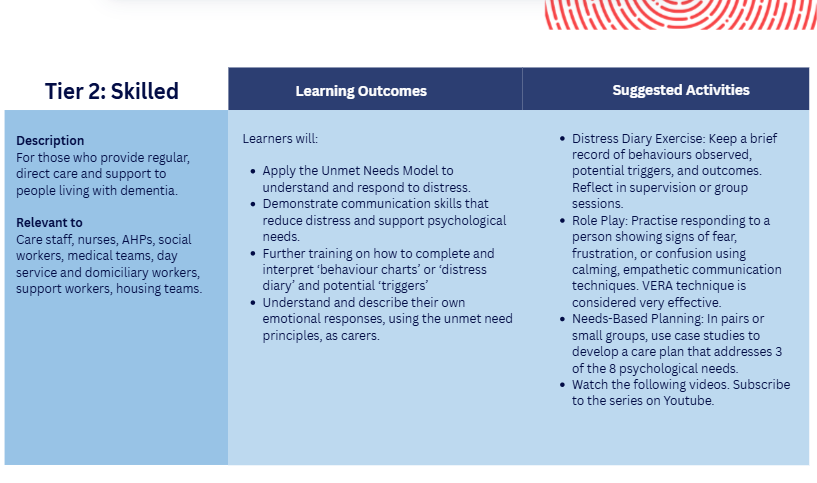 Tier 2: Skilled
Learning Outcomes
Suggested Activities
Description
For those who provide regular,
direct care and support to
people living with dementia.
Relevant to
Care staff, nurses, AHPs, social
workers, medical teams, day
service and domiciliary workers,
support workers, housing teams.
Learners will:
• Apply the Unmet Needs Model to
understand and respond to distress.
• Demonstrate communication skills that
reduce distress and support psychological
needs.
• Further training on how to complete and
interpret ‘behaviour charts’ or ‘distress
diary’ and potential ‘triggers’
• Understand and describe their own
emotional responses, using the unmet need
principles, as carers.
• Distress Diary Exercise: Keep a brief
record of behaviours observed,
potential triggers, and outcomes.
Reflect in supervision or group
sessions.
• Role Play: Practise responding to a
person showing signs of fear,
frustration, or confusion using
calming, empathetic communication
techniques. VERA technique is
considered very effective.
• Needs-Based Planning: In pairs or
small groups, use case studies to
develop a care plan that addresses 3
of the 8 psychological needs.
• Watch the following videos. Subscribe
to the series on Youtube.